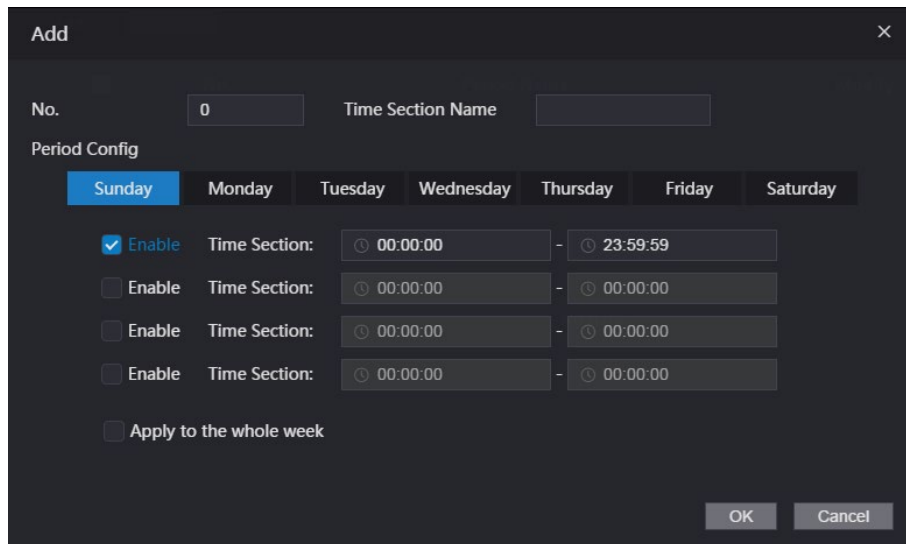 Add
No. 0 Time Section Name
Period Config
Sunday Monday Tuesday Wednesday Thursday Friday Saturday
Enable Time Section: 00:00:00 - 23:59:59
Enable Time Section: 00:00:00 - 00:00:00
Enable Time Section: 00:00:00 - 00:00:00
Enable Time Section: 00:00:00 - 00:00:00
Apply to the whole week
OK Cancel